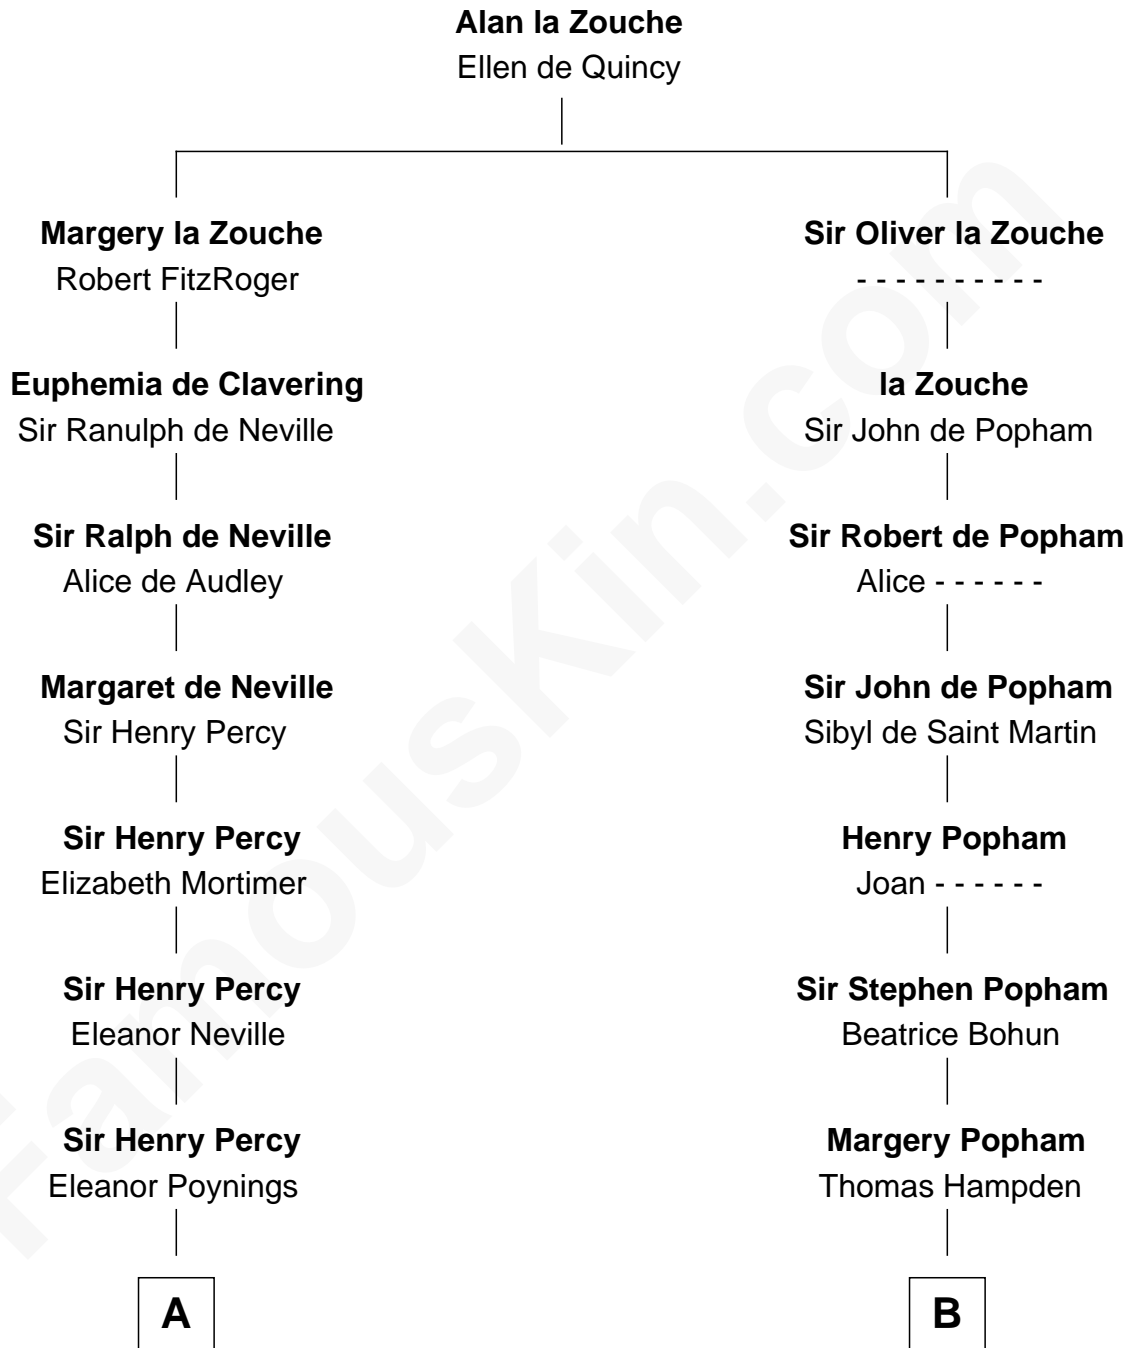 Alan la Zouche
Ellen de Quincy
Margery la Zouche
Robert FitzRoger
Euphemia de Clavering
Sir Ranulph de Neville
Sir Ralph de Neville
Alice de Audley
Margaret de Neville
Sir Henry Percy
Sir Henry Percy
Elizabeth Mortimer
Sir Henry Percy
Eleanor Neville
Sir Henry Percy
Eleanor Poynings
A
Sir Oliver la Zouche
- - - - - - - - - -
la Zouche
Sir John de Popham
Sir Robert de Popham
Alice - - - - - -
Sir John de Popham
Sibyl de Saint Martin
Henry Popham
Joan - - - - - -
Sir Stephen Popham
Beatrice Bohun
Margery Popham
Thomas Hampden
B
FamousKin.com